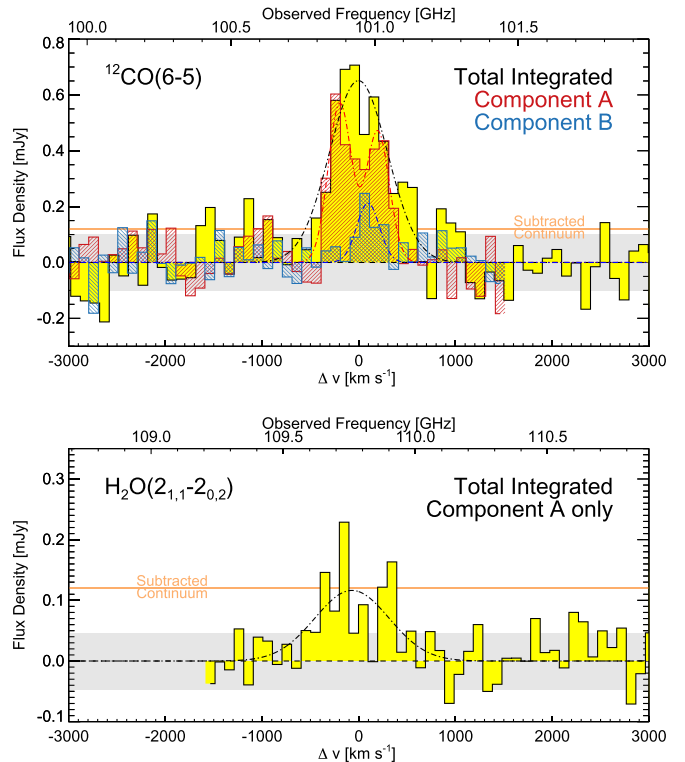 Observed Frequency [GHz]
100.0 100.5 101.0 101.5
0.8
0.6
0.4
0.2
0.0
-0.2
Flux Density [mJy]
¹²CO(6-5)
Total Integrated
Component A
Component B
Subtracted
Continuum
-3000 -2000 -1000 0 1000 2000 3000
Δ v [km s⁻¹]
Observed Frequency [GHz]
109.0 109.5 110.0 110.5
0.3
0.2
0.1
0.0
-0.1
Flux Density [mJy]
H₂O(2₁,₁-2₀,₂)
Total Integrated
Component A only
Subtracted
Continuum
-3000 -2000 -1000 0 1000 2000 3000
Δ v [km s⁻¹]